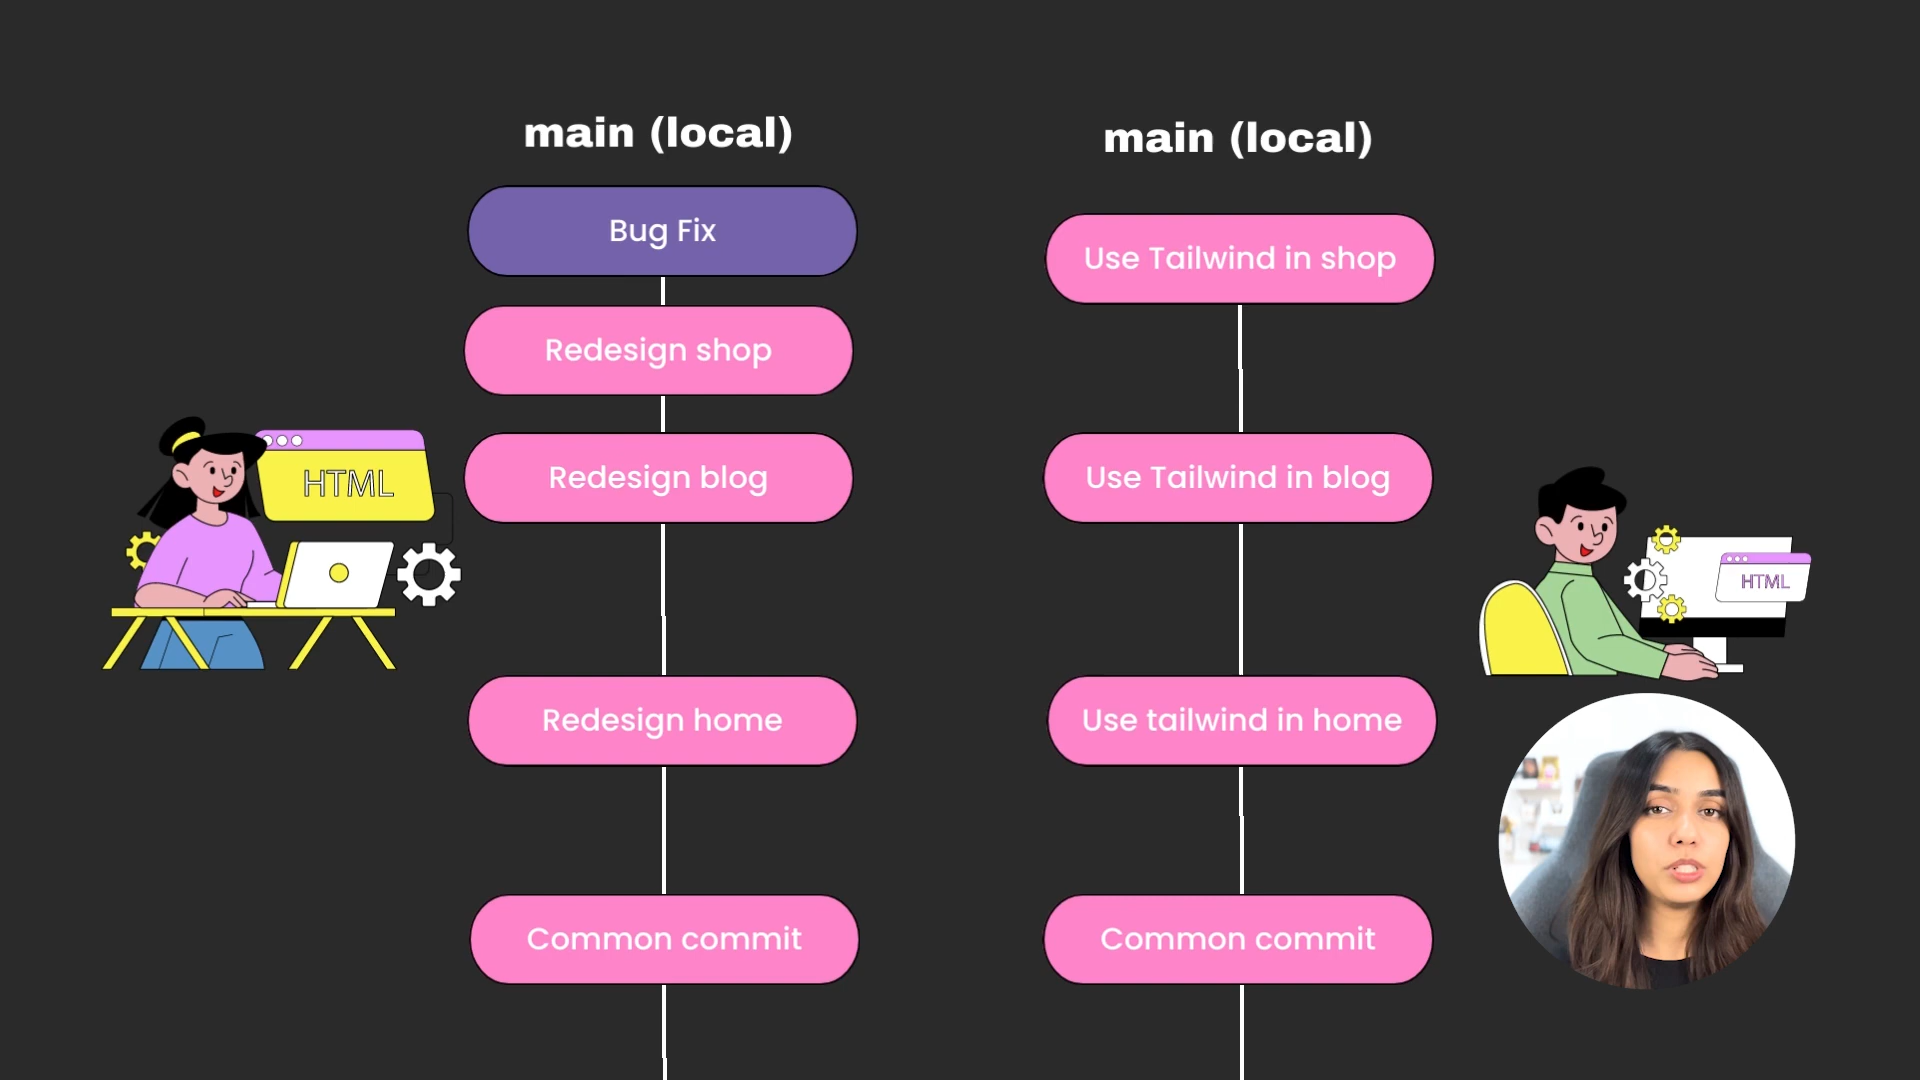 main (local)
Bug Fix
Redesign shop
Redesign blog
Redesign home
Common commit
HTML
main (local)
Use Tailwind in shop
Use Tailwind in blog
Use tailwind in home
Common commit
HTML